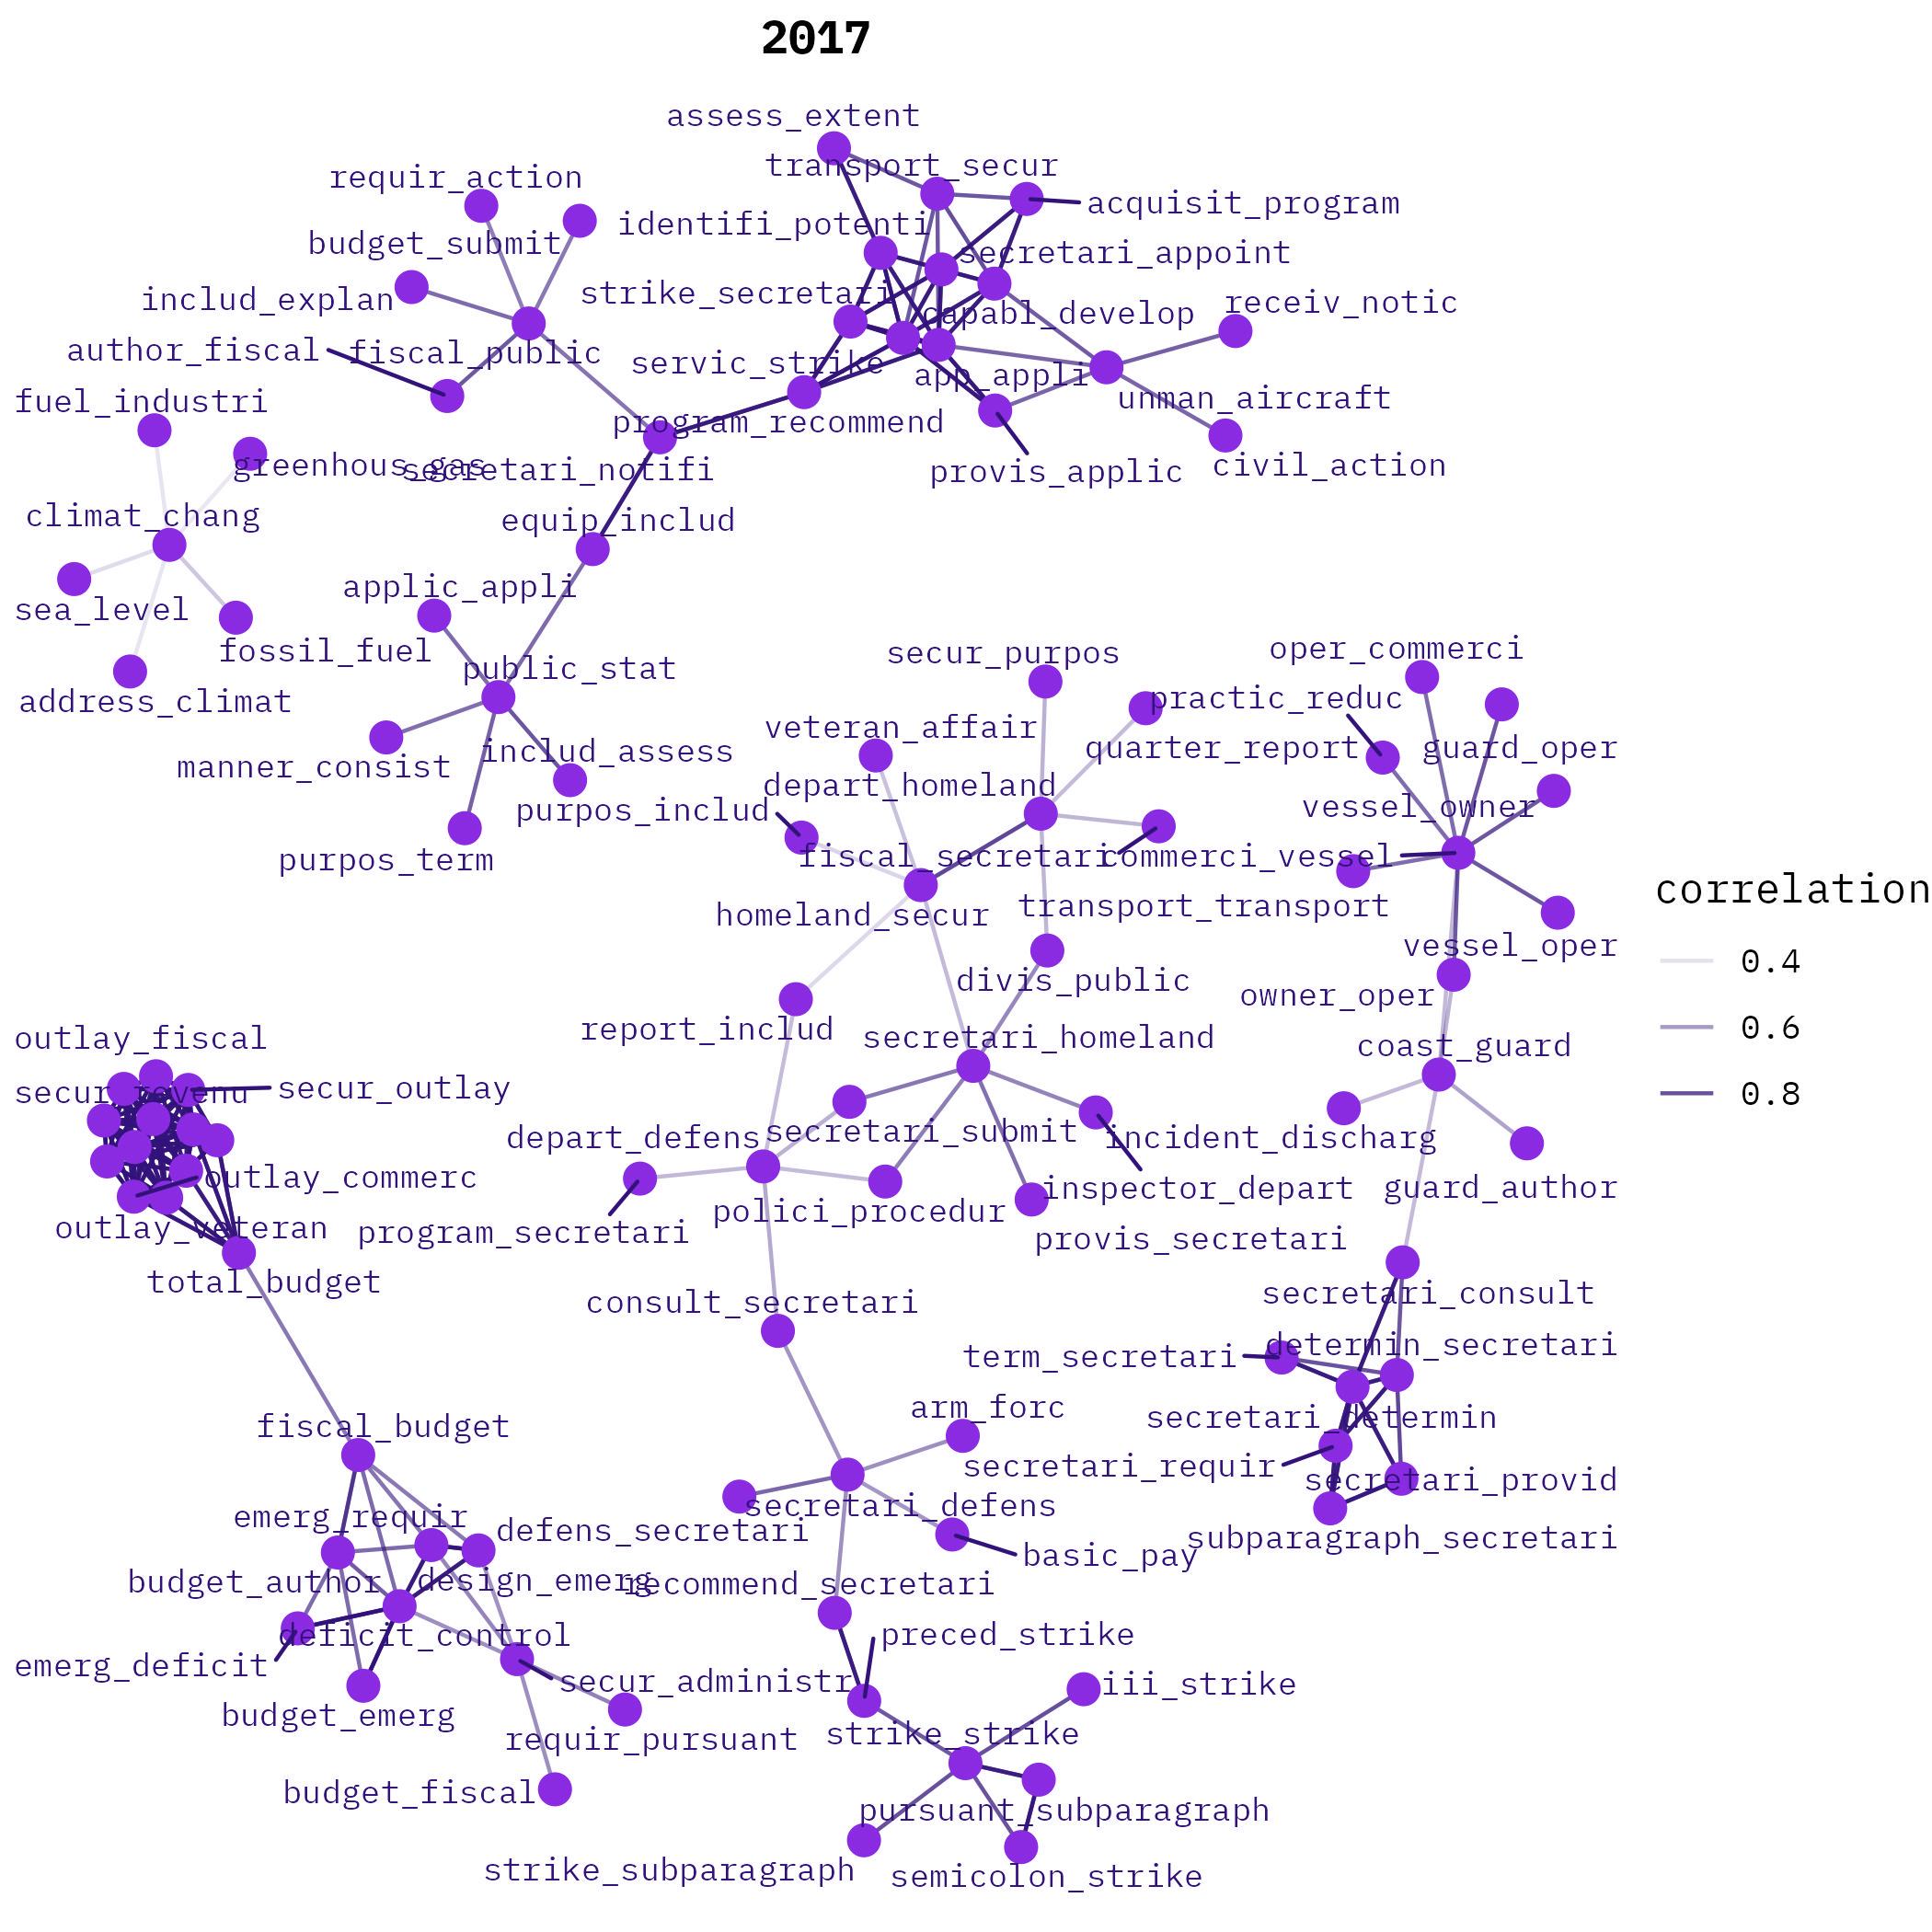 2017
assess_extent
transport_secur
requir_action
acquisit_program
identifi_potenti
budget_submit
secretari_appoint
strike_secretari
includ_explan
receiv_notic
capabl_develop
author_fiscal
fiscal_public
servic_strike
app_appli
fuel_industri
unman_aircraft
program_recommend
greenhous_gas
secretari_notifi
provis_applic
civil_action
climat_chang
equip_includ
applic_appli
sea_level
fossil_fuel
secur_purpos
oper_commerci
public_stat
address_climat
practic_reduc
veteran_affair
quarter_report
guard_oper
manner_consist
includ_assess
depart_homeland
purpos_includ
vessel_owner
purpos_term
fiscal_secretari
commerci_vessel
correlation
homeland_secur
transport_transport
vessel_oper
0.4
divis_public
owner_oper
report_includ
0.6
outlay_fiscal
secretari_homeland
coast_guard
secur_revenu
secur_outlay
0.8
depart_defens
secretari_submit
incident_discharg
outlay_commerc
inspector_depart
guard_author
polici_procedur
outlay_veteran
program_secretari
provis_secretari
total_budget
consult_secretari
secretari_consult
determin_secretari
term_secretari
fiscal_budget
arm_forc
secretari_determin
secretari_requir
secretari_provid
emerg_requir
secretari_defens
defens_secretari
subparagraph_secretari
basic_pay
budget_author
design_emerg
recommend_secretari
deficit_control
preced_strike
emerg_deficit
secur_administr
iii_strike
budget_emerg
requir_pursuant
strike_strike
budget_fiscal
pursuant_subparagraph
strike_subparagraph
semicolon_strike